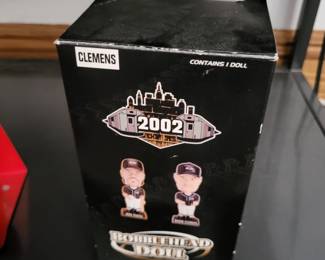 CLEMENS
CONTAINS 1 DOLL
2002
BOBBLEHEAD
DOLL